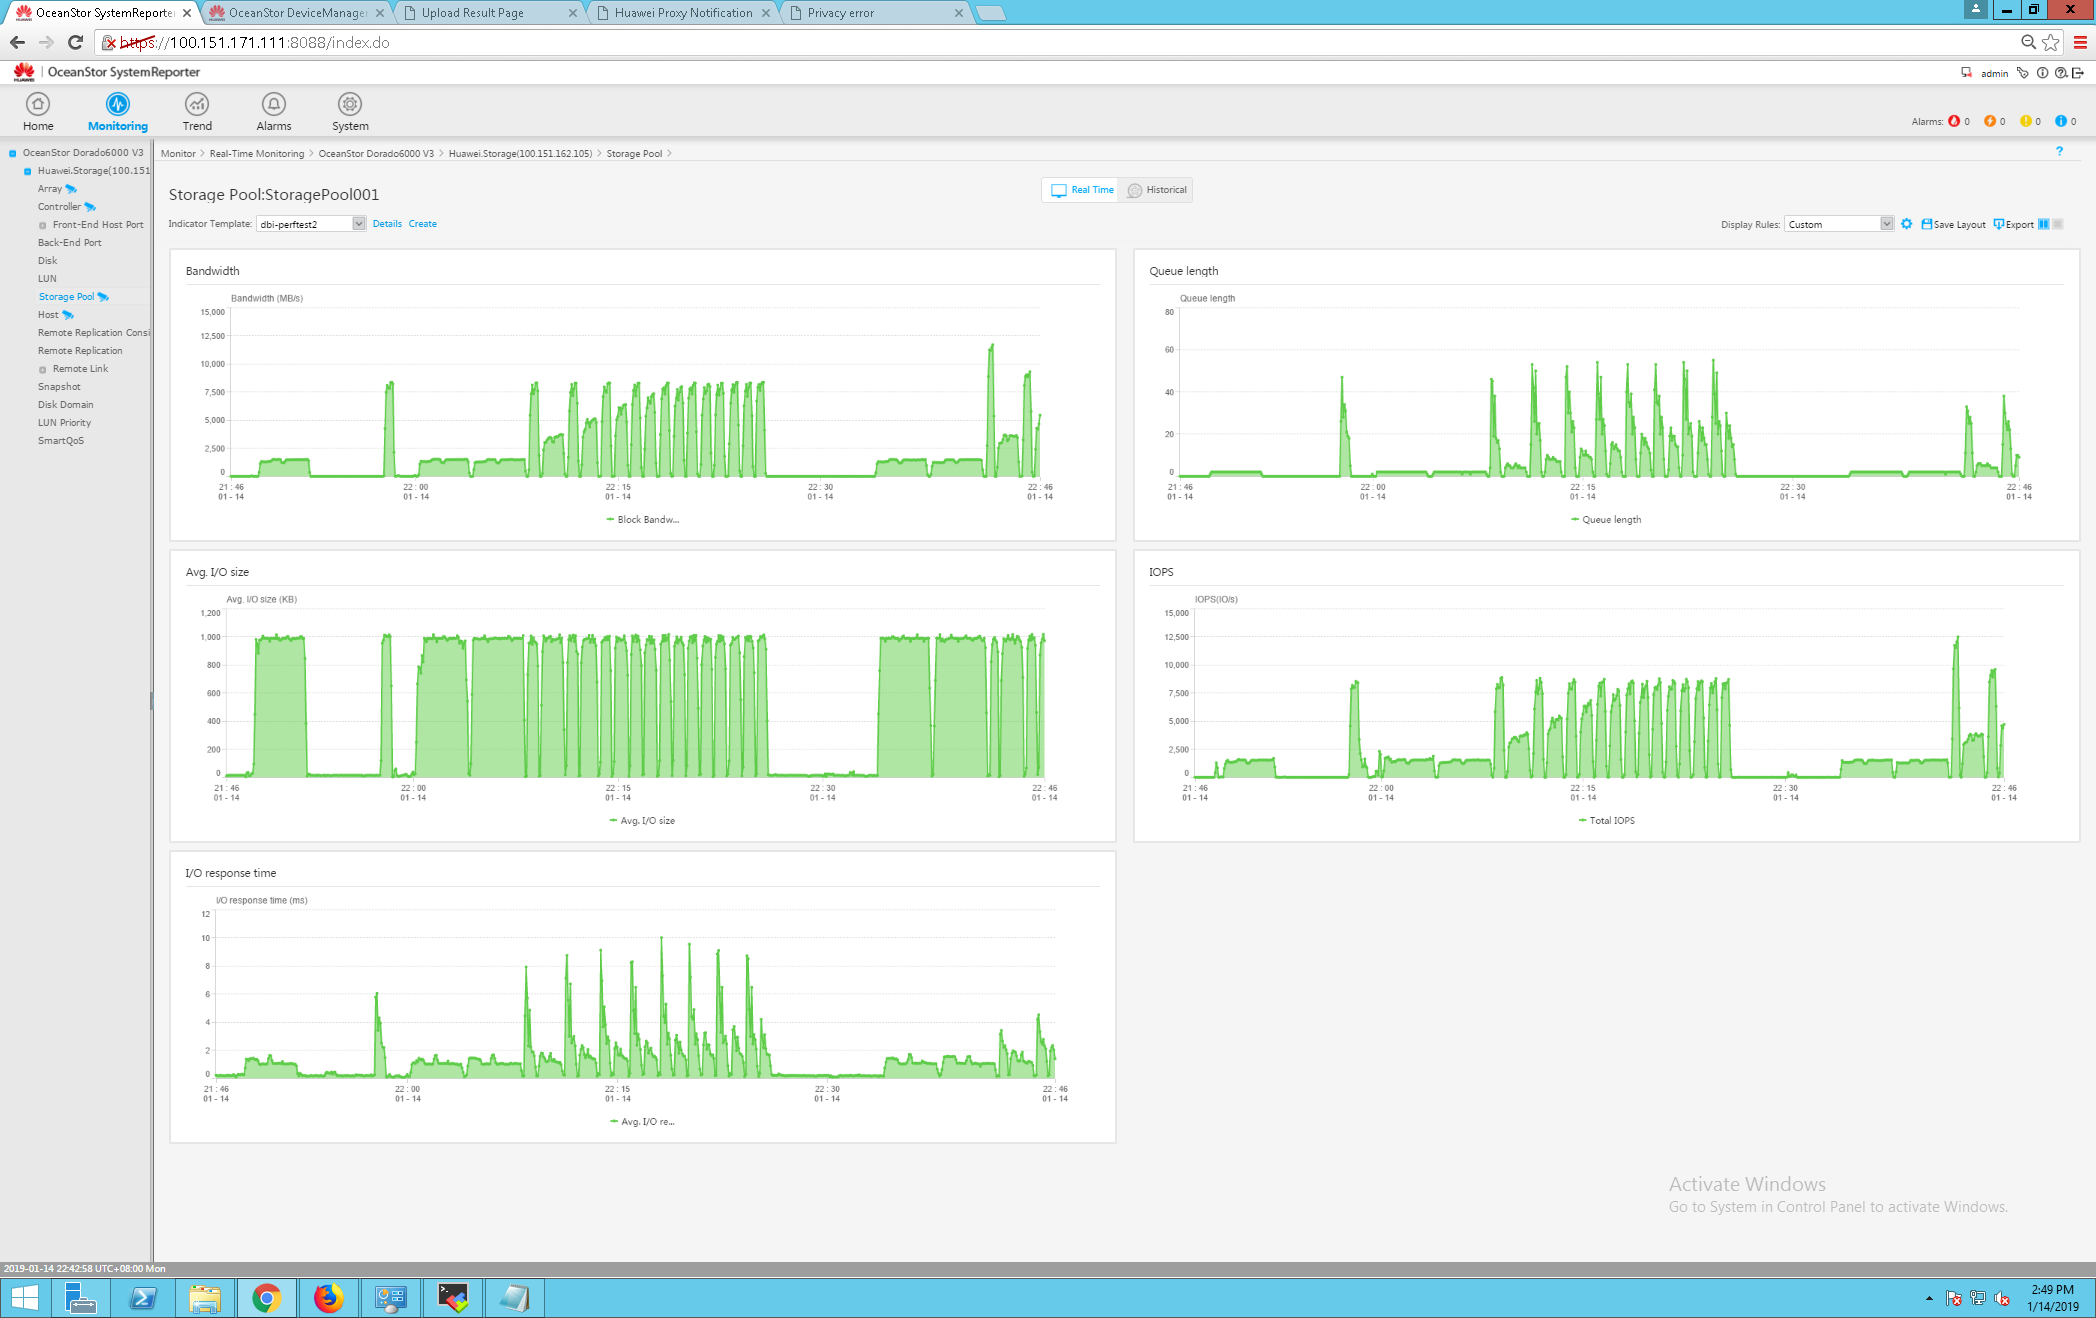 OceanStor SystemReporte
OceanStor DeviceManager
Upload Result Page
Huawei Proxy Notification
Privacy error
https://100.151.171.111:8088/index.do
HUAWEI
OceanStor SystemReporter
admin
Home
Monitoring
Trend
Alarms
System
Alarms: 0 0 0 0
OceanStor Dorado6000 V3
Huawei.Storage(100.151
Array
Controller
Front-End Host Port
Back-End Port
Disk
LUN
Storage Pool
Host
Remote Replication Consi
Remote Replication
Remote Link
Snapshot
Disk Domain
LUN Priority
SmartQoS
Monitor > Real-Time Monitoring > OceanStor Dorado6000 V3 > Huawei.Storage(100.151.162.105) > Storage Pool >
?
Storage Pool:StoragePool001
Real Time
Historical
Indicator Template: dbi-perftest2 Details Create
Display Rules: Custom Save Layout Export
Bandwidth
Bandwidth (MB/s)
15,000
12,500
10,000
7,500
5,000
2,500
0
21 : 46 22 : 00 22 : 15 22 : 30 22 : 46
01 - 14 01 - 14 01 - 14 01 - 14 01 - 14
Block Bandw...
Queue length
Queue length
80
60
40
20
0
21 : 46 22 : 00 22 : 15 22 : 30 22 : 46
01 - 14 01 - 14 01 - 14 01 - 14 01 - 14
Queue length
Avg. I/O size
Avg. I/O size (KB)
1,200
1,000
800
600
400
200
0
21 : 46 22 : 00 22 : 15 22 : 30 22 : 46
01 - 14 01 - 14 01 - 14 01 - 14 01 - 14
Avg. I/O size
IOPS
IOPS(IO/s)
15,000
12,500
10,000
7,500
5,000
2,500
0
21 : 46 22 : 00 22 : 15 22 : 30 22 : 46
01 - 14 01 - 14 01 - 14 01 - 14 01 - 14
Total IOPS
I/O response time
I/O response time (ms)
12
10
8
6
4
2
0
21 : 46 22 : 00 22 : 15 22 : 30 22 : 46
01 - 14 01 - 14 01 - 14 01 - 14 01 - 14
Avg. I/O re...
Activate Windows
Go to System in Control Panel to activate Windows.
2019-01-14 22:42:58 UTC+08:00 Mon
2:49 PM
1/14/2019